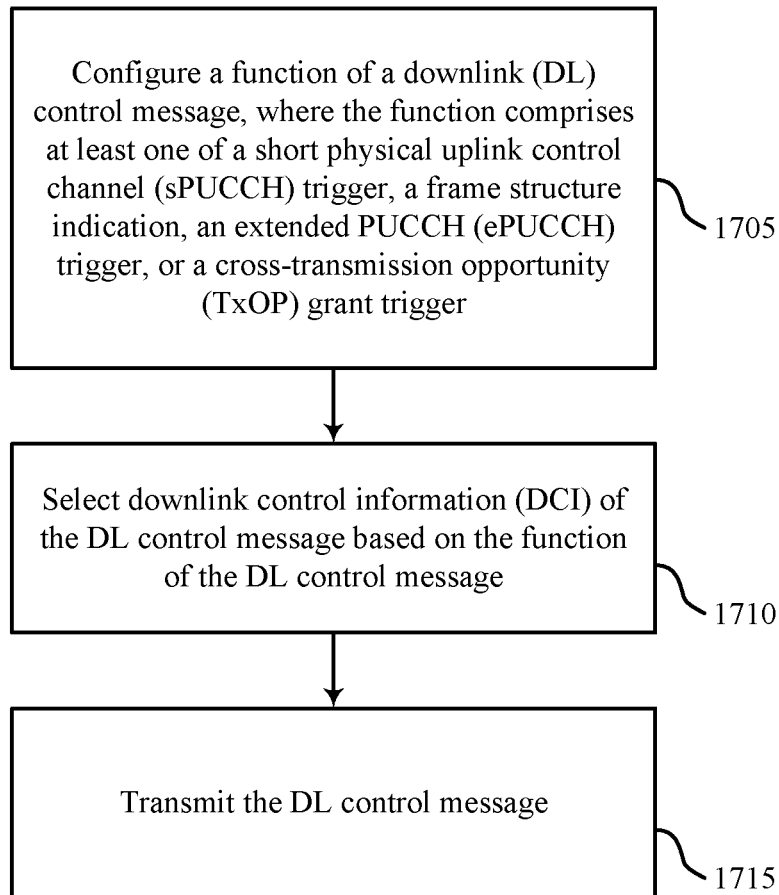 Configure a function of a downlink (DL)
control message, where the function comprises
at least one of a short physical uplink control
channel (sPUCCH) trigger, a frame structure
indication, an extended PUCCH (ePUCCH)
trigger, or a cross-transmission opportunity
(TxOP) grant trigger
1705
Select downlink control information (DCI) of
the DL control message based on the function
of the DL control message
1710
Transmit the DL control message
1715